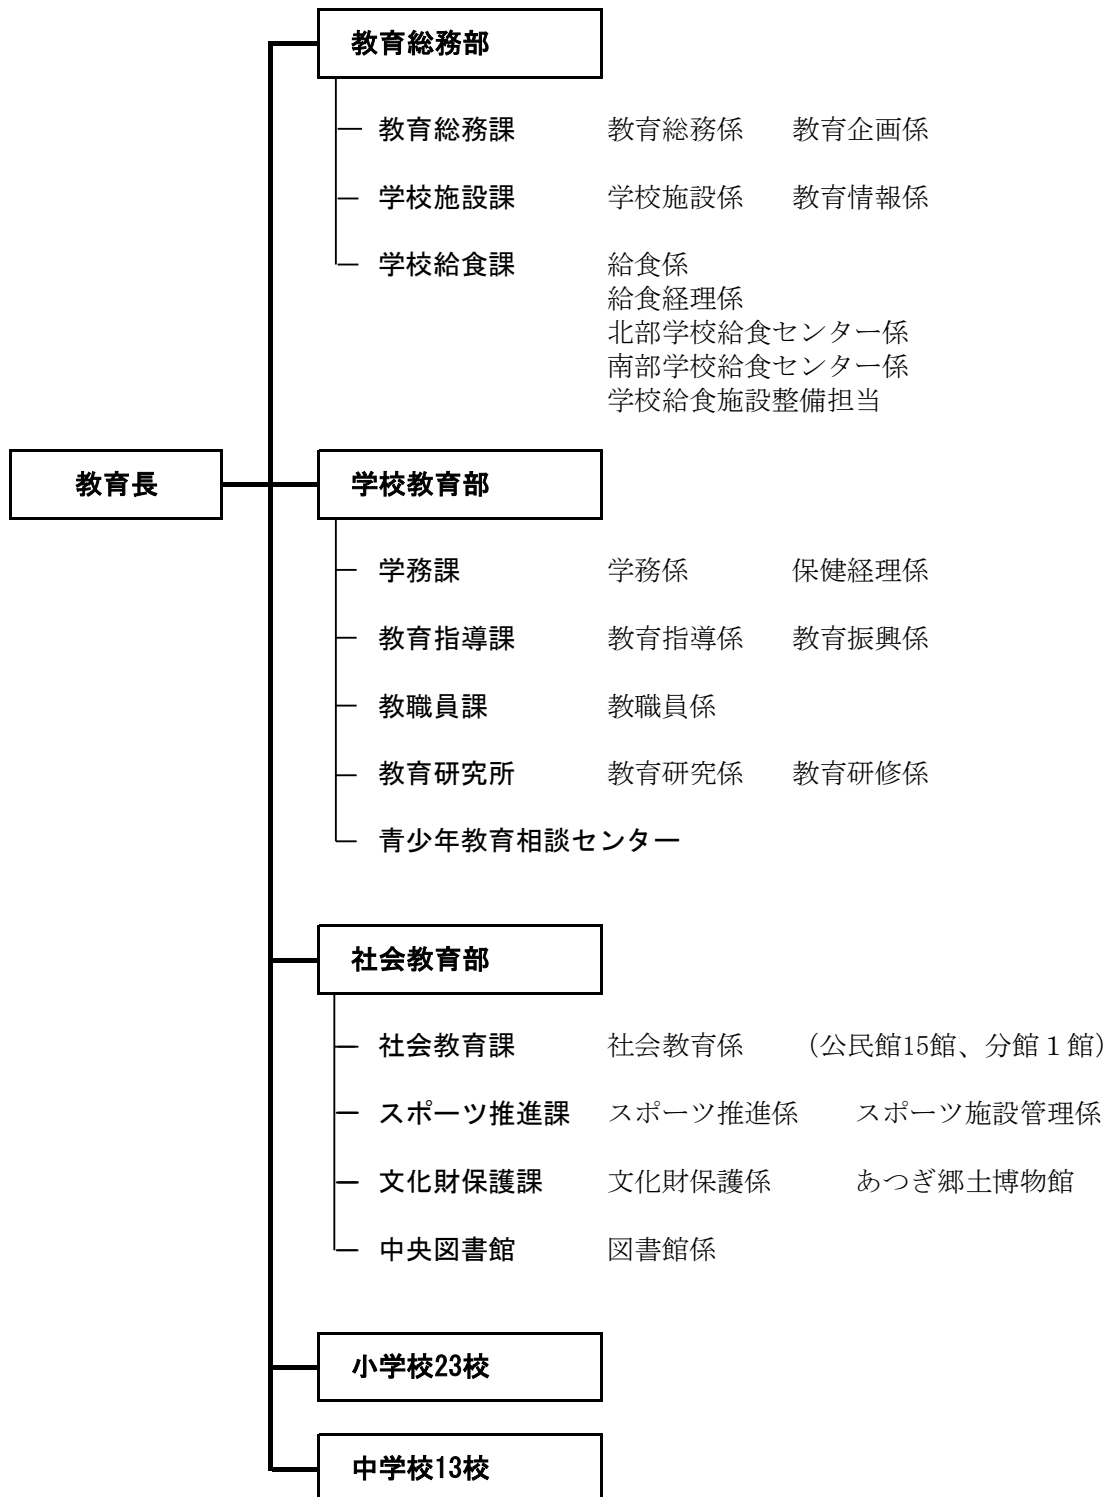 教育総務部
教育総務課 教育総務係 教育企画係
学校施設課 学校施設係 教育情報係
学校給食課 給食係
給食経理係
北部学校給食センター係
南部学校給食センター係
学校給食施設整備担当
教育長 学校教育部
学務課 学務係 保健経理係
教育指導課 教育指導係 教育振興係
教職員課 教職員係
教育研究所 教育研究係 教育研修係
青少年教育相談センター
社会教育部
社会教育課 社会教育係 (公民館15館、分館１館)
スポーツ推進課 スポーツ推進係 スポーツ施設管理係
文化財保護課 文化財保護係 あつぎ郷土博物館
中央図書館 図書館係
小学校23校
中学校13校